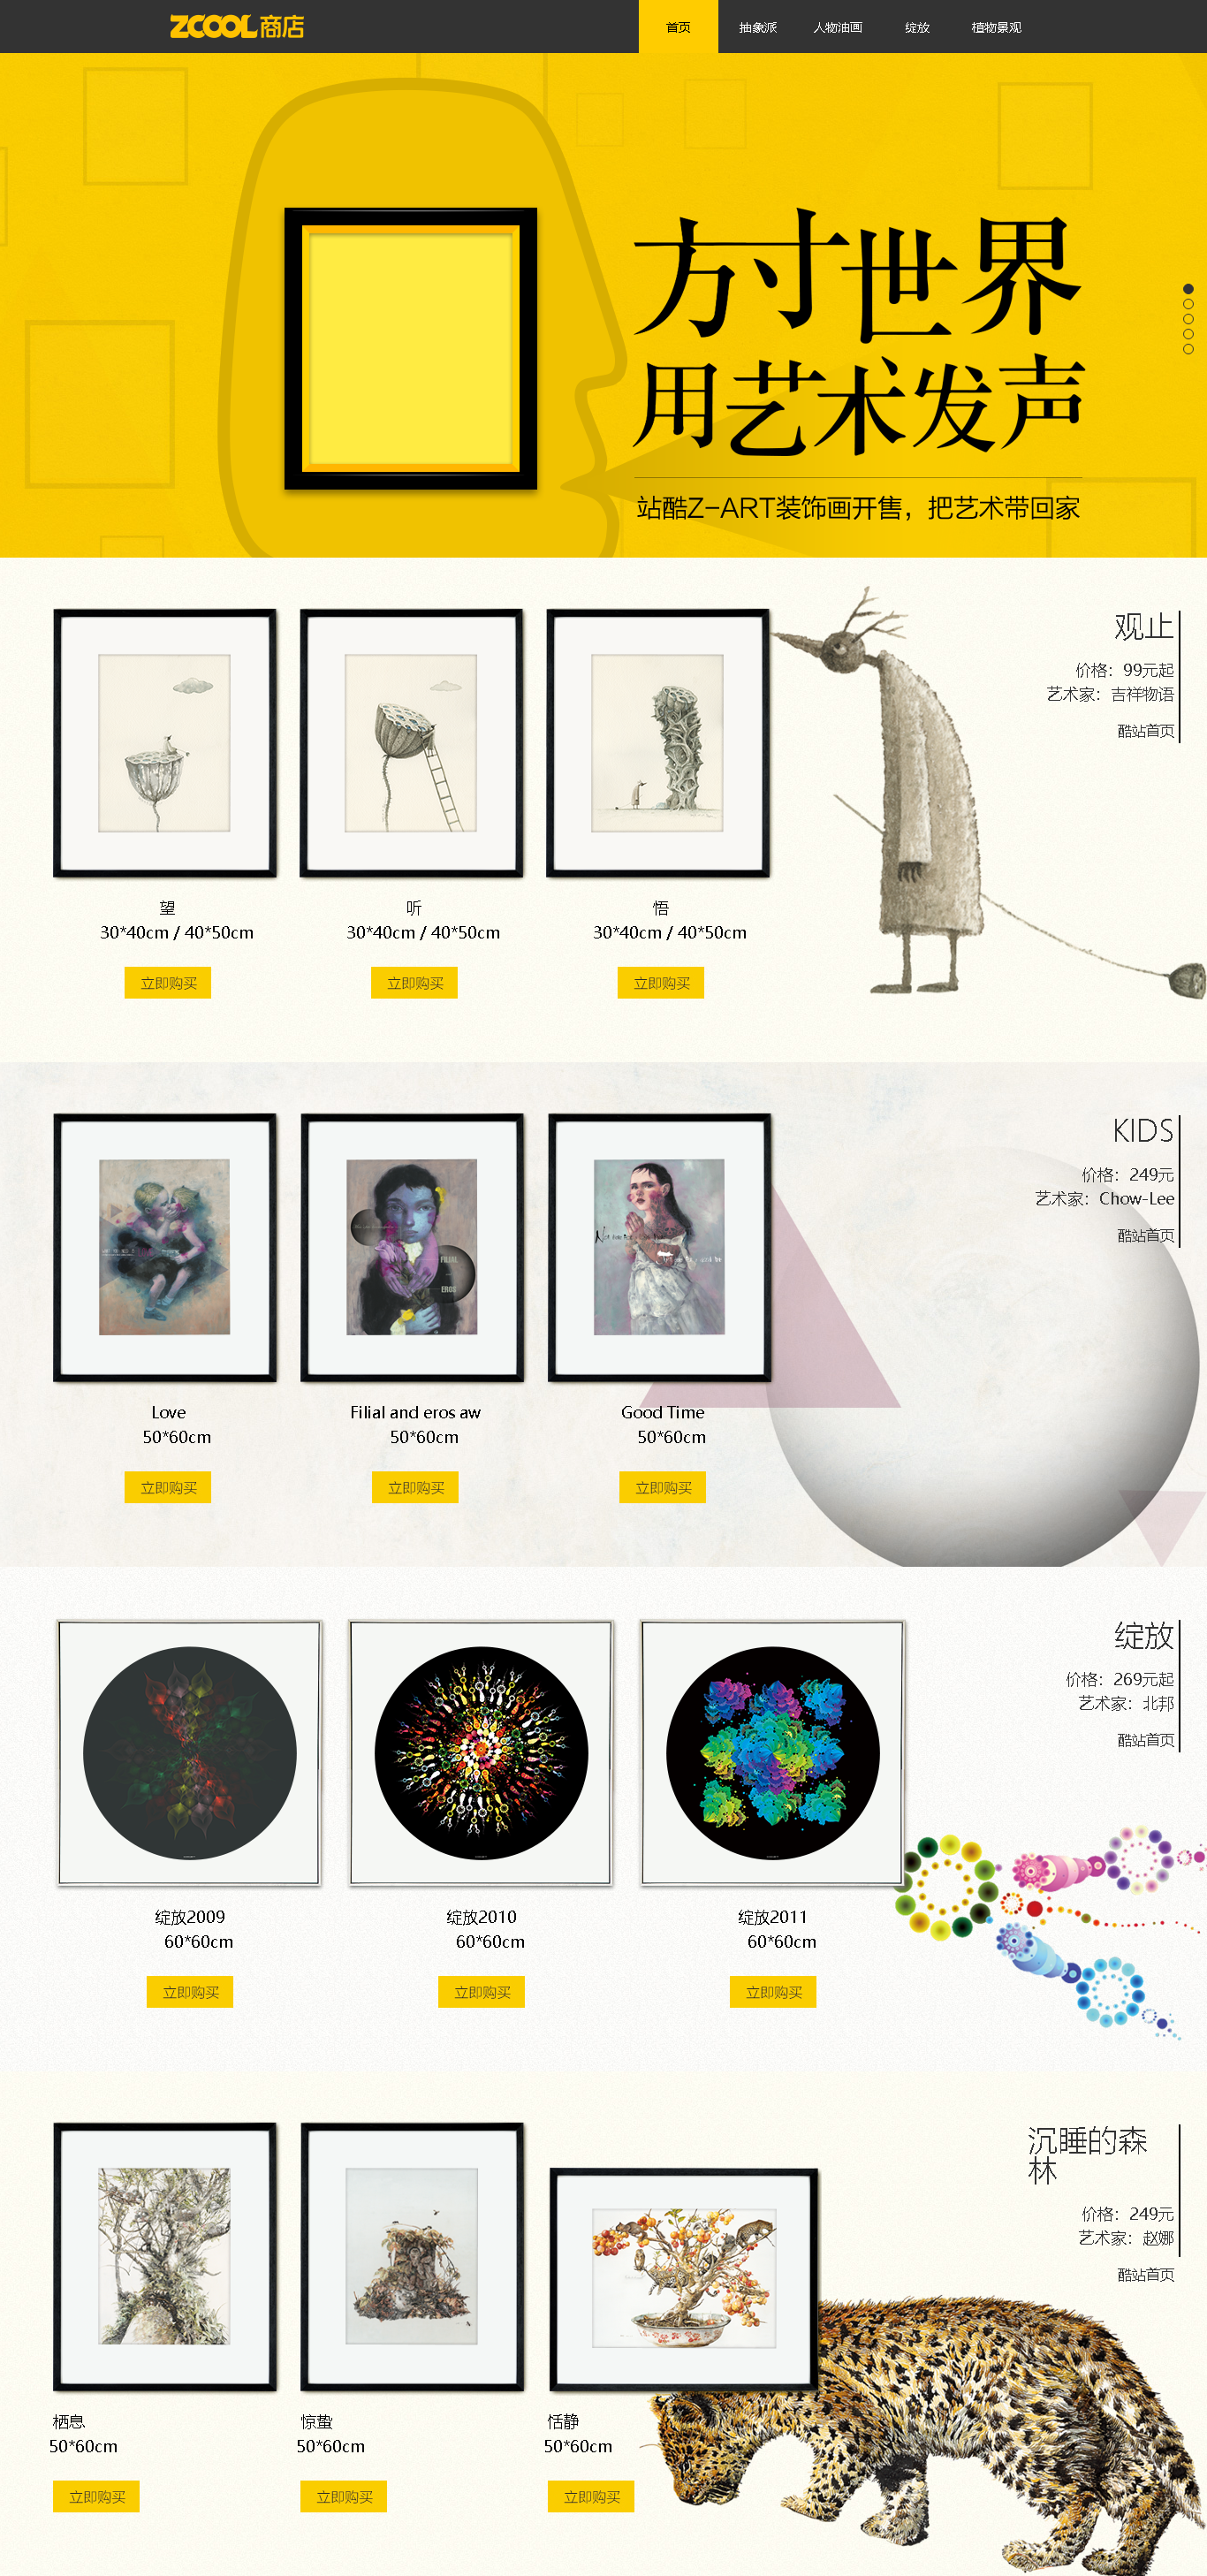 ZCOOL商店
首页 抽象派 人物油画 绽放 植物景观
方寸世界
用艺术发声
站酷Z-ART装饰画开售，把艺术带回家
观止
价格：99元起
艺术家：吉祥物语
酷站首页
望 听 悟
30*40cm / 40*50cm 30*40cm / 40*50cm 30*40cm / 40*50cm
立即购买 立即购买 立即购买
KIDS
价格：249元
艺术家：Chow-Lee
酷站首页
FILIAL
EROS
Love Filial and eros aw Good Time
50*60cm 50*60cm 50*60cm
立即购买 立即购买 立即购买
绽放
价格：269元起
艺术家：北邦
酷站首页
绽放2009 绽放2010 绽放2011
60*60cm 60*60cm 60*60cm
立即购买 立即购买 立即购买
沉睡的森
林
价格：249元
艺术家：赵娜
酷站首页
栖息 惊蛰 恬静
50*60cm 50*60cm 50*60cm
立即购买 立即购买 立即购买